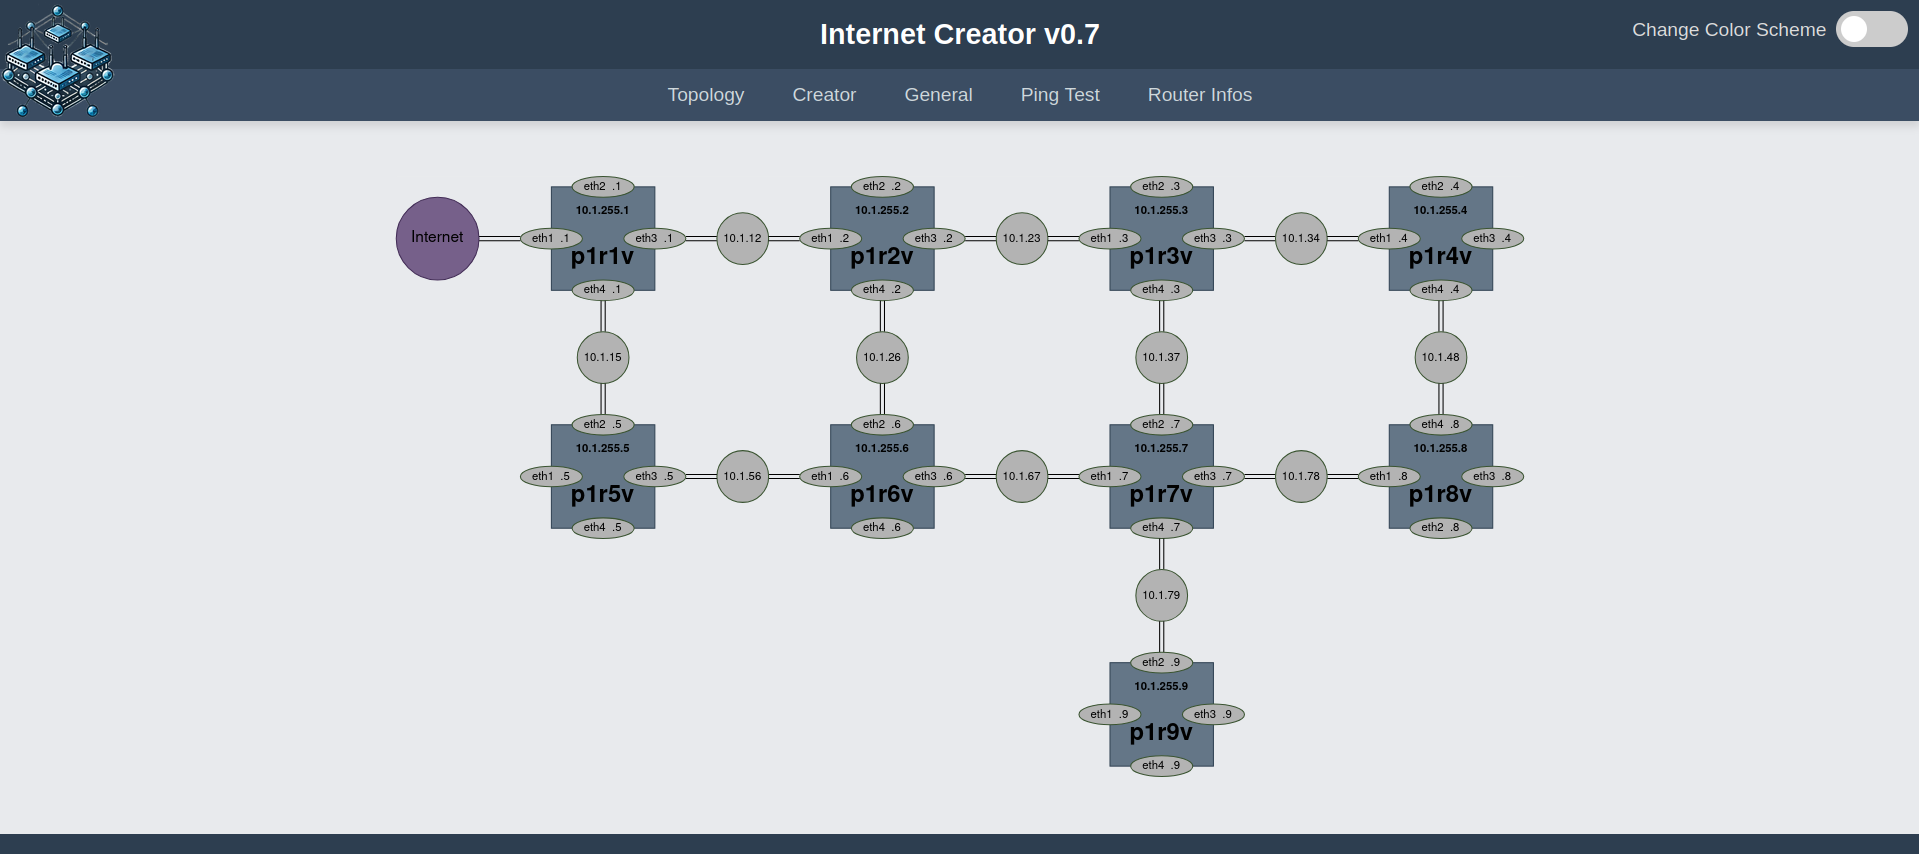 Internet Creator v0.7
Change Color Scheme
Topology Creator General Ping Test Router Infos
eth2 .1 eth2 .2 eth2 .3 eth2 .4
10.1.255.1 10.1.255.2 10.1.255.3 10.1.255.4
Internet eth1 .1 eth3 .1 10.1.12 eth1 .2 eth3 .2 10.1.23 eth1 .3 eth3 .3 10.1.34 eth1 .4 eth3 .4
p1r1v p1r2v p1r3v p1r4v
eth4 .1 eth4 .2 eth4 .3 eth4 .4
10.1.15 10.1.26 10.1.37 10.1.48
eth2 .5 eth2 .6 eth2 .7 eth4 .8
10.1.255.5 10.1.255.6 10.1.255.7 10.1.255.8
eth1 .5 eth3 .5 10.1.56 eth1 .6 eth3 .6 10.1.67 eth1 .7 eth3 .7 10.1.78 eth1 .8 eth3 .8
p1r5v p1r6v p1r7v p1r8v
eth4 .5 eth4 .6 eth4 .7 eth2 .8
10.1.79
eth2 .9
10.1.255.9
eth1 .9 eth3 .9
p1r9v
eth4 .9